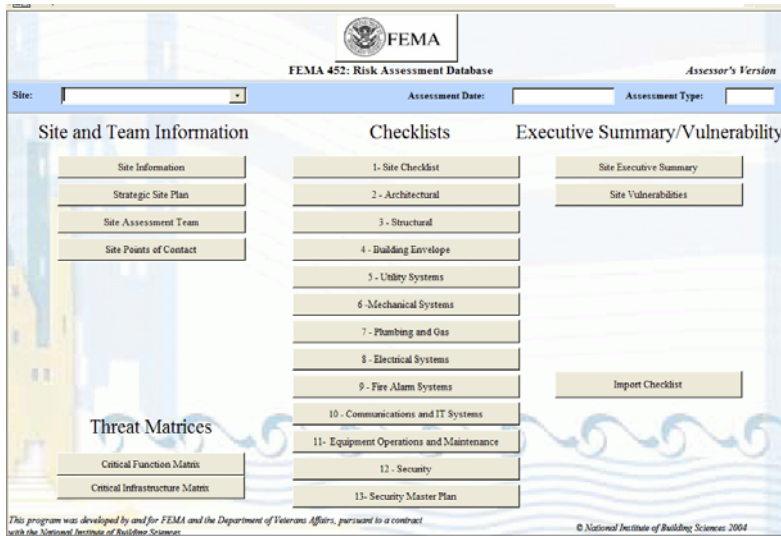 FEMA
FEMA 452: Risk Assessment Database
Assessor's Version
Site:
Assessment Date:
Assessment Type:
Site and Team Information
Site Information
Strategic Site Plan
Site Assessment Team
Site Points of Contact
Threat Matrices
Critical Function Matrix
Critical Infrastructure Matrix
Checklists
1- Site Checklist
2 - Architectural
3 - Structural
4 - Building Envelope
5 - Utility Systems
6 -Mechanical Systems
7 - Plumbing and Gas
8 - Electrical Systems
9 - Fire Alarm Systems
10 - Communications and IT Systems
11- Equipment Operations and Maintenance
12 - Security
13- Security Master Plan
Executive Summary/Vulnerability
Site Executive Summary
Site Vulnerabilities
Import Checklist
This program was developed by and for FEMA and the Department of Veterans Affairs, pursuant to a contract
with the National Institute of Building Sciences
© National Institute of Building Sciences 2004